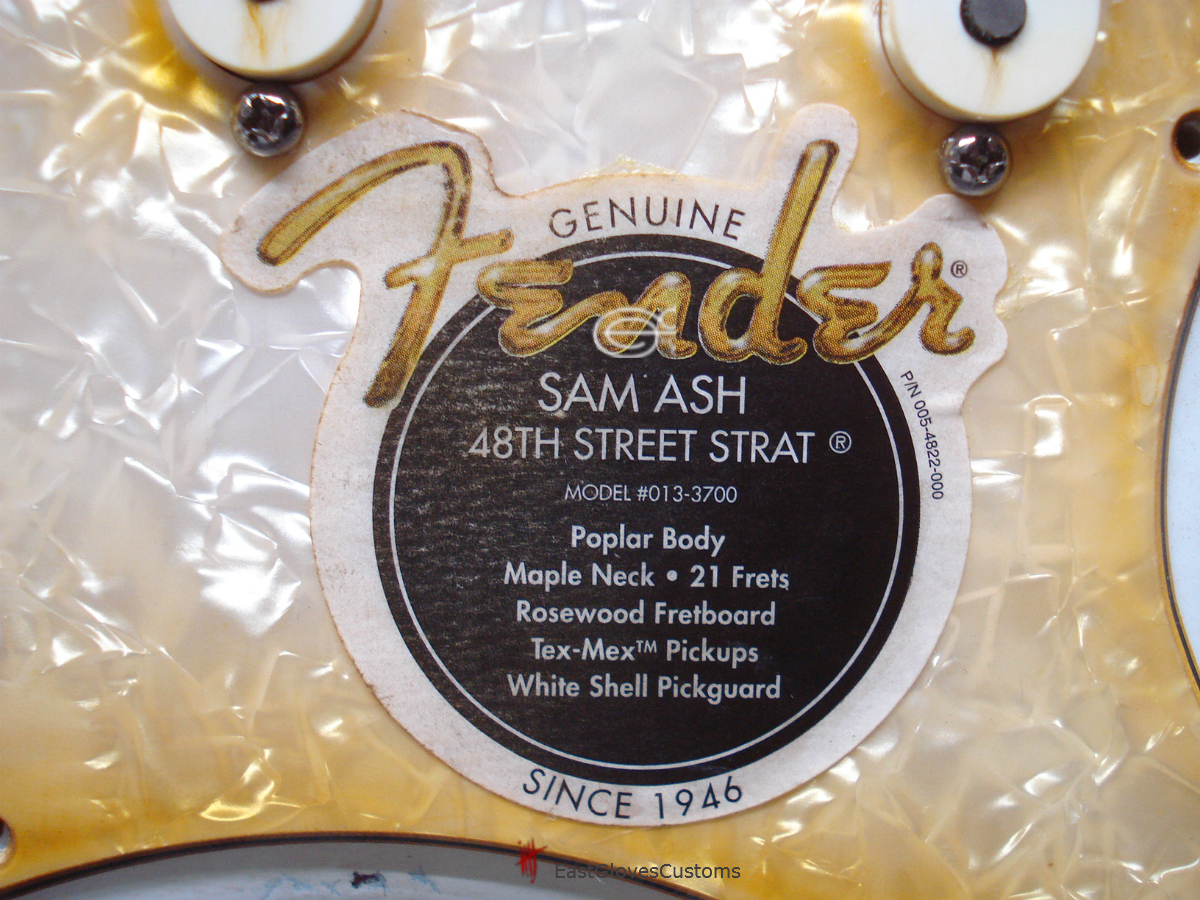 GENUINE
Fender®
SAM ASH
48TH STREET STRAT ®
MODEL #013-3700
Poplar Body
Maple Neck • 21 Frets
Rosewood Fretboard
Tex-Mex™ Pickups
White Shell Pickguard
SINCE 1946
P/N 005-4822-000
EastGlovesCustoms